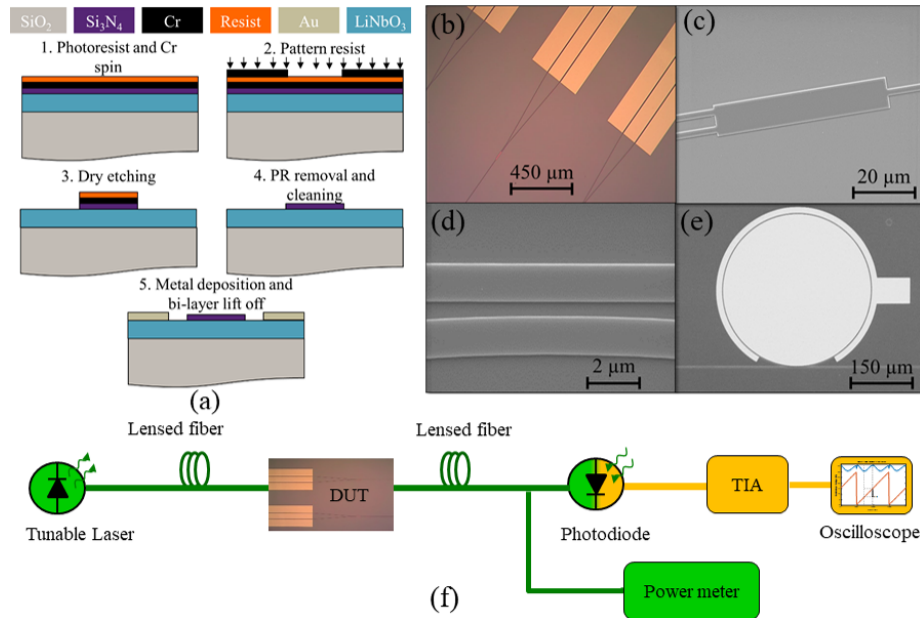 SiO₂ Si₃N₄ Cr Resist Au LiNbO₃
1. Photoresist and Cr
spin
2. Pattern resist
3. Dry etching
4. PR removal and
cleaning
5. Metal deposition and
bi-layer lift off
(a)
(b)
450 µm
(c)
20 µm
(d)
2 µm
(e)
150 µm
Lensed fiber
Lensed fiber
DUT
TIA
Tunable Laser
Photodiode
Oscilloscope
Power meter
(f)